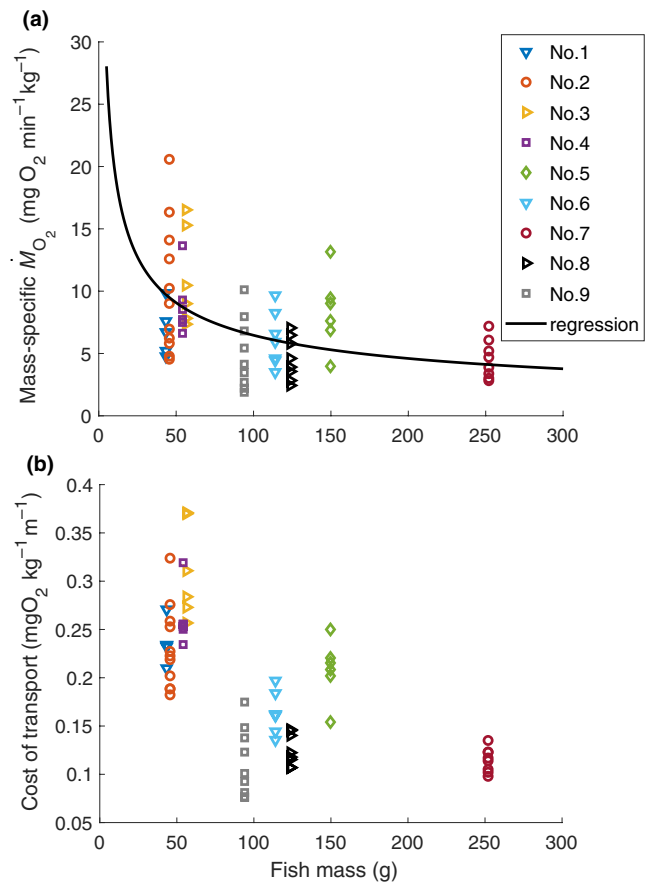 (a)
Mass-specific Ṁ_O₂ (mg O₂ min⁻¹kg⁻¹)
30
25
20
15
10
5
0
0 50 100 150 200 250 300
No.1
No.2
No.3
No.4
No.5
No.6
No.7
No.8
No.9
regression
(b)
Cost of transport (mgO₂ kg⁻¹ m⁻¹)
0.4
0.35
0.3
0.25
0.2
0.15
0.1
0.05
0 50 100 150 200 250 300
Fish mass (g)